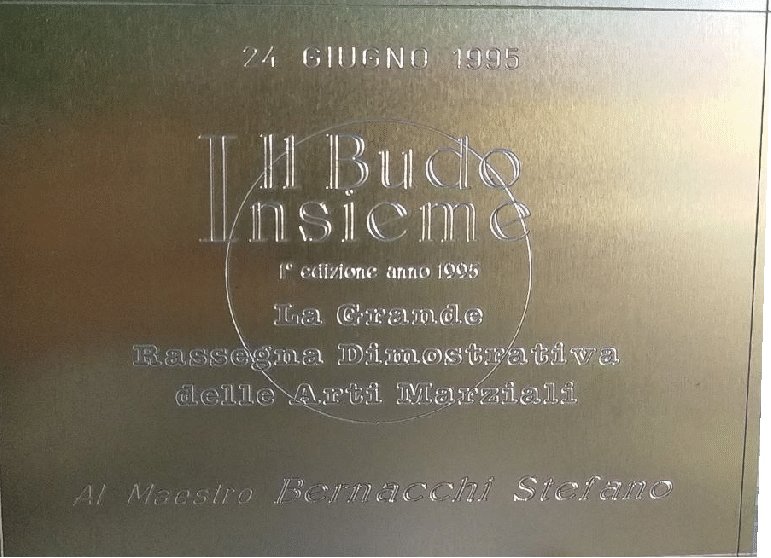 24 GIUGNO 1995
Il Budo
Insieme
1° edizione anno 1995
La Grande
Rassegna Dimostrativa
delle Arti Marziali
Al Maestro Bernacchi Stefano